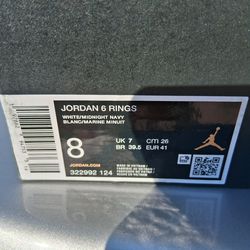 JORDAN 6 RINGS
WHITE/MIDNIGHT NAVY
BLANC/MARINE MINUIT
8
UK 7 CM 26
BR 39.5 EUR 41
JORDAN.COM
322992 124